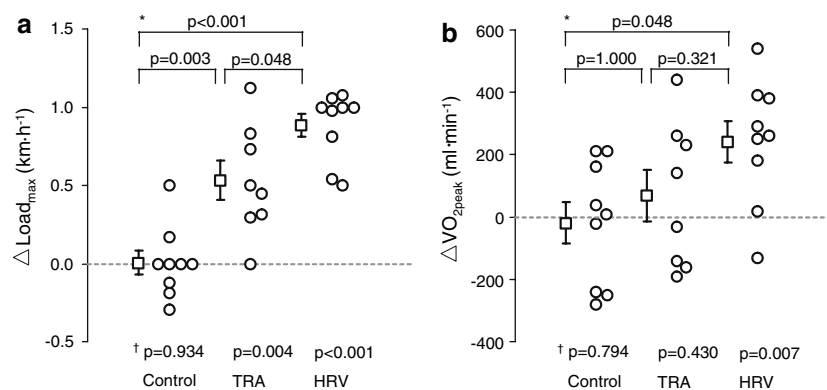 a
* p<0.001
p=0.003 p=0.048
1.5
1.0
0.5
0.0
-0.5
△Loadmax (km·h-1)
† p=0.934 p=0.004 p<0.001
Control TRA HRV
b
* p=0.048
p=1.000 p=0.321
600
400
200
0
-200
-400
△VO2peak (ml·min-1)
† p=0.794 p=0.430 p=0.007
Control TRA HRV